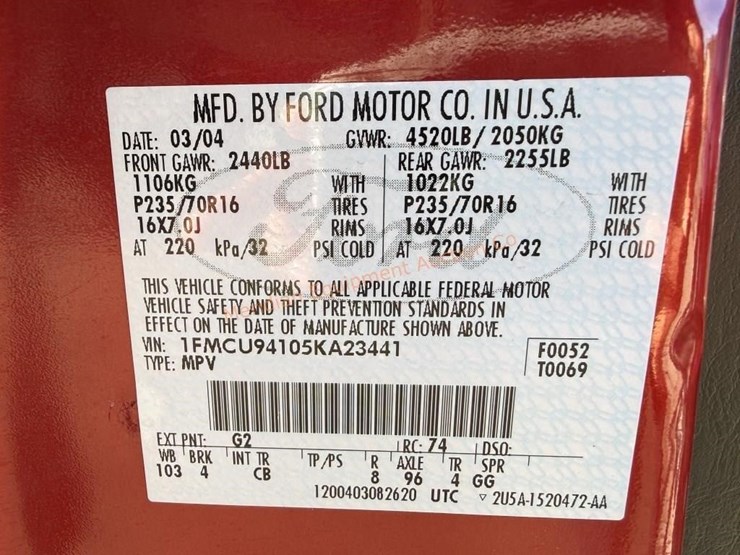 MFD. BY FORD MOTOR CO. IN U.S.A.
DATE: 03/04 GVWR: 4520LB/ 2050KG
FRONT GAWR: 2440LB REAR GAWR: 2255LB
1106KG WITH 1022KG WITH
P235/70R16 TIRES P235/70R16 TIRES
16X7.0J RIMS 16X7.0J RIMS
AT 220 kPa/32 PSI COLD AT 220 kPa/32 PSI COLD
THIS VEHICLE CONFORMS TO ALL APPLICABLE FEDERAL MOTOR
VEHICLE SAFETY AND THEFT PREVENTION STANDARDS IN
EFFECT ON THE DATE OF MANUFACTURE SHOWN ABOVE.
VIN: 1FMCU94105KA23441 F0052
TYPE: MPV T0069
EXT PNT: G2 RC: 74 DSO:
WB BRK INT TR TP/PS R AXLE TR SPR
103 4 CB 8 96 4 GG
1200403082620 UTC ▽ 2U5A-1520472-AA